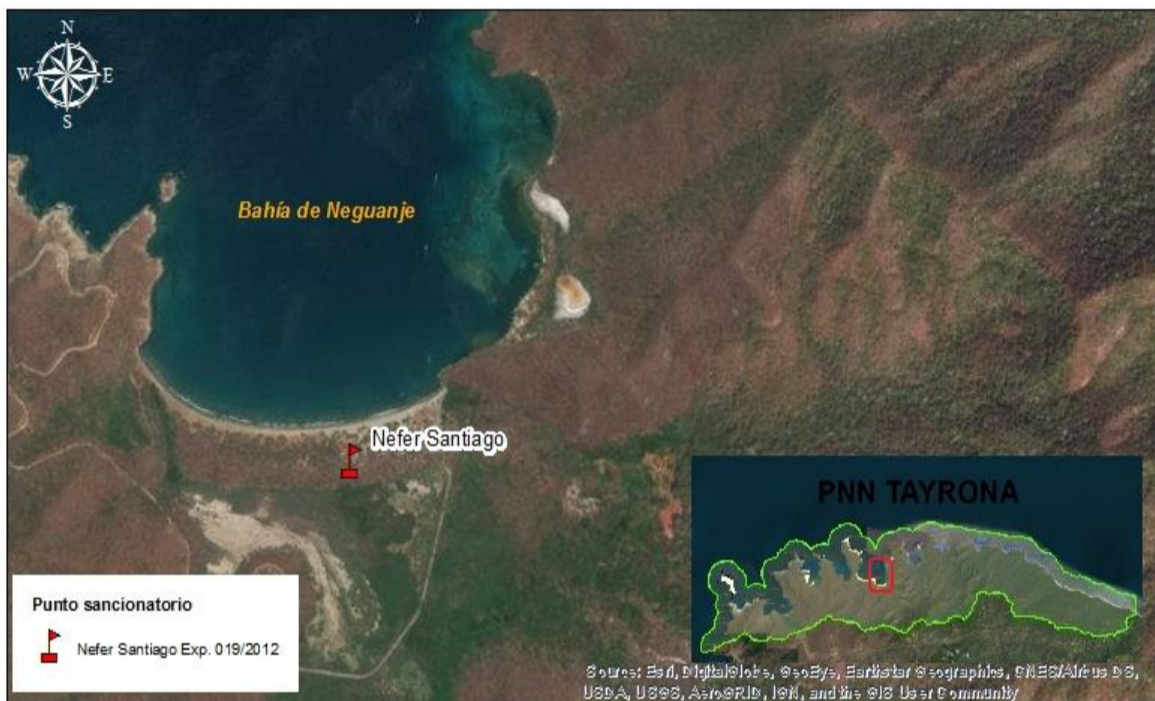 N
W E
S
Bahía de Neguanje
Nefer Santiago
PNN TAYRONA
Punto sancionatorio
Nefer Santiago Exp. 019/2012
Source: Esri, DigitalGlobe, GeoEye, Earthstar Geographics, CNES/Airbus DS,
USDA, USGS, AeroGRID, IGN, and the GIS User Community